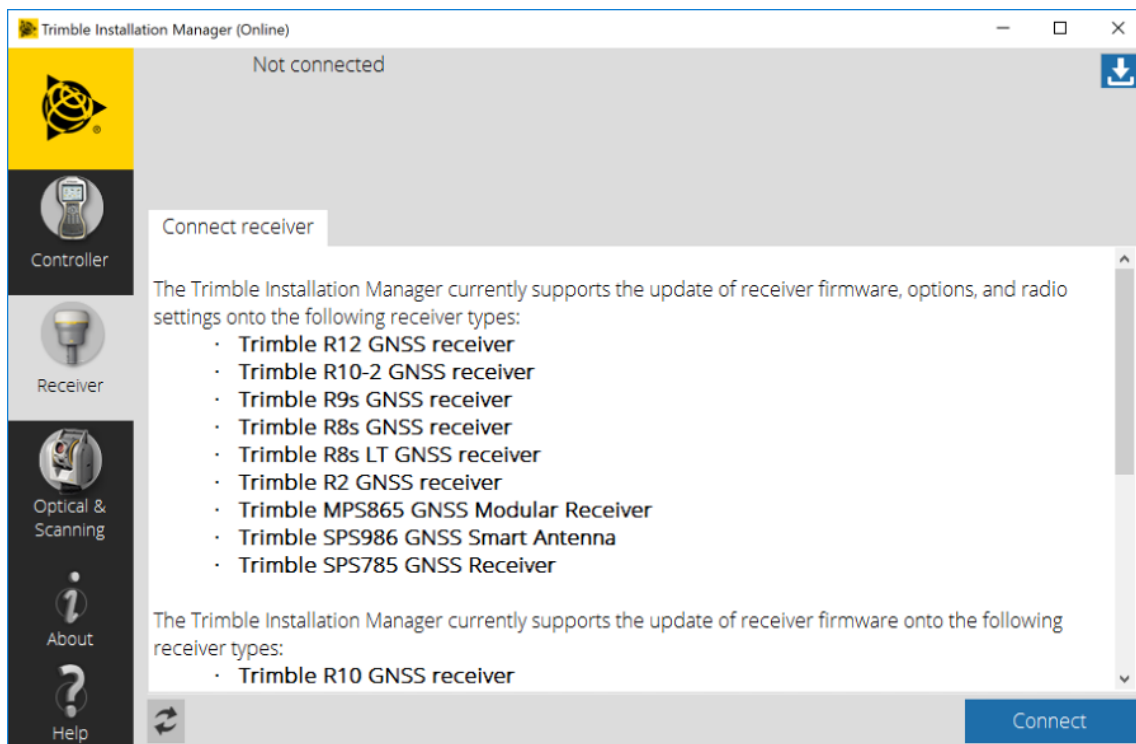 Trimble Installation Manager (Online)
Not connected
Controller
Receiver
Optical &
Scanning
About
Help
Connect receiver
The Trimble Installation Manager currently supports the update of receiver firmware, options, and radio
settings onto the following receiver types:
· Trimble R12 GNSS receiver
· Trimble R10-2 GNSS receiver
· Trimble R9s GNSS receiver
· Trimble R8s GNSS receiver
· Trimble R8s LT GNSS receiver
· Trimble R2 GNSS receiver
· Trimble MPS865 GNSS Modular Receiver
· Trimble SPS986 GNSS Smart Antenna
· Trimble SPS785 GNSS Receiver
The Trimble Installation Manager currently supports the update of receiver firmware onto the following
receiver types:
· Trimble R10 GNSS receiver
Connect